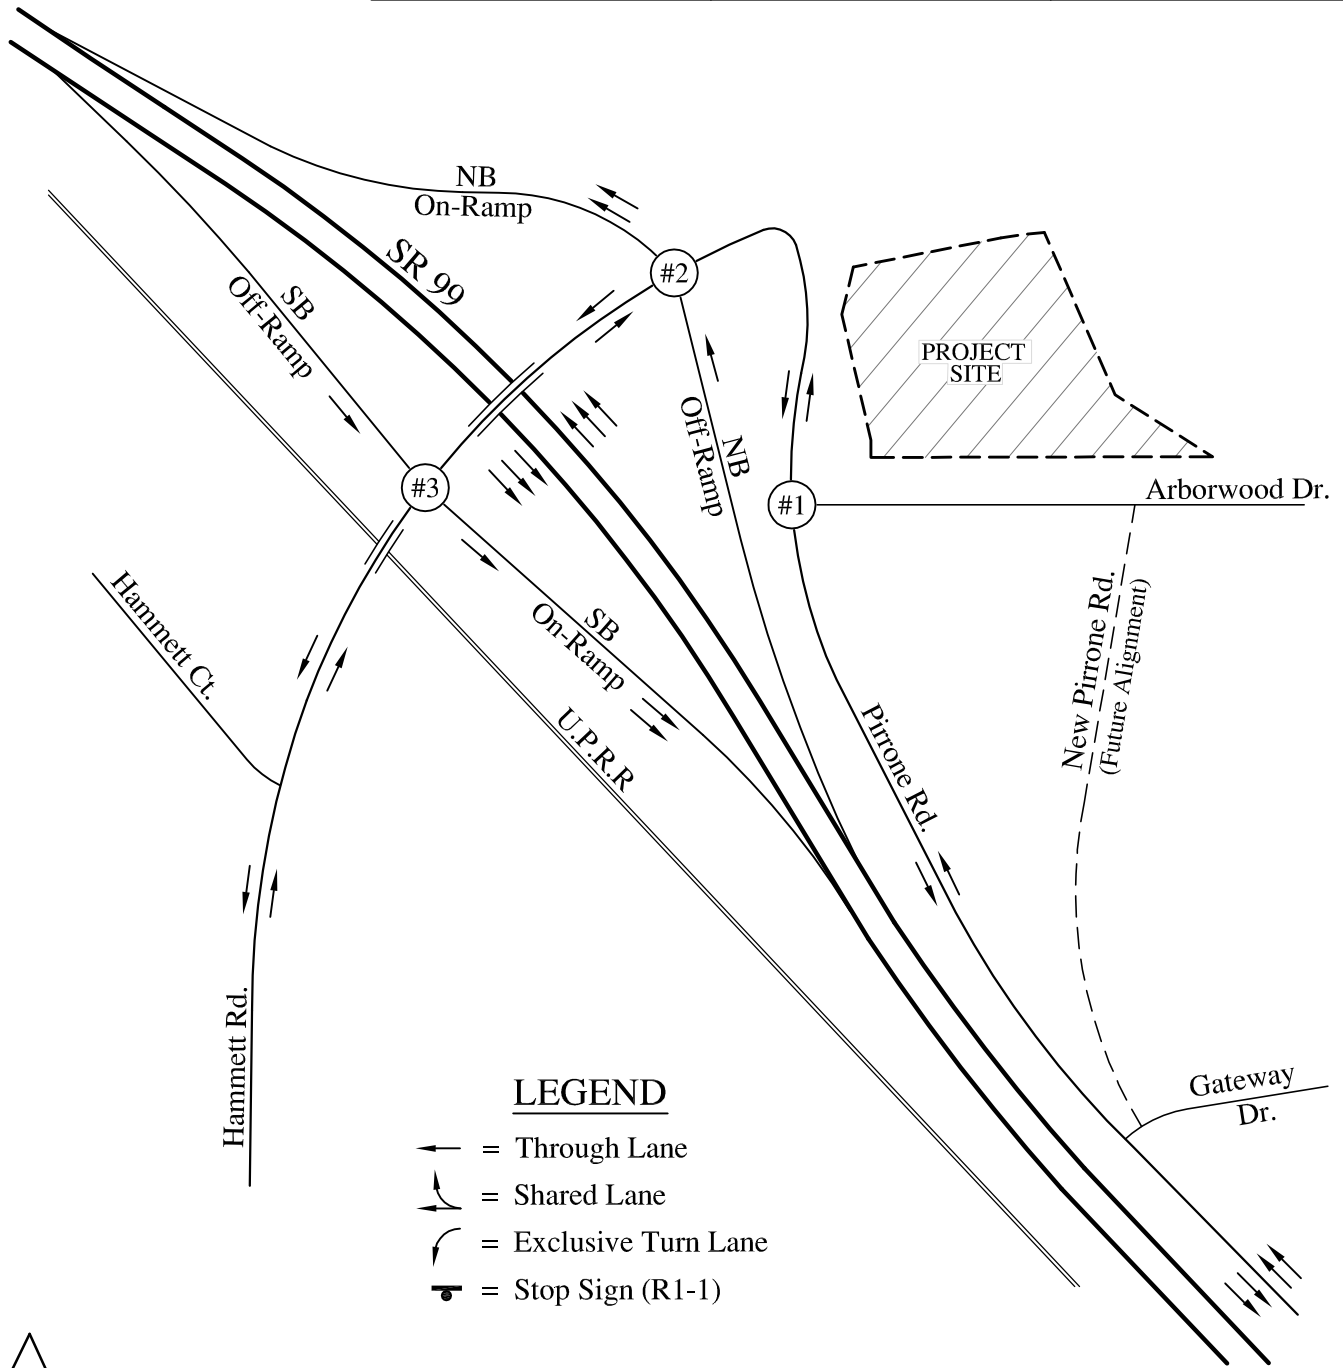 NB
On-Ramp
SR 99
#2
SB
Off-Ramp
PROJECT
SITE
NB
Off-Ramp
#3
#1
Arborwood Dr.
Hammett Ct.
SB
On-Ramp
New Pirrone Rd.
(Future Alignment)
U.P.R.R
Pirrone Rd.
Hammett Rd.
Gateway
Dr.
LEGEND
= Through Lane
= Shared Lane
= Exclusive Turn Lane
= Stop Sign (R1-1)